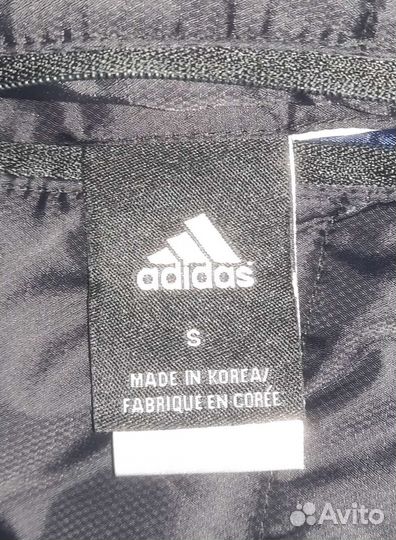 adidas
S
MADE IN KOREA/
FABRIQUE EN CORÉE
Avito